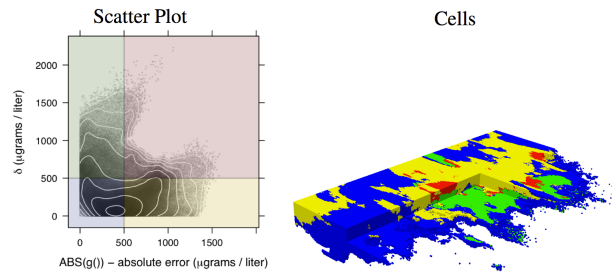 Scatter Plot
Cells
δ (μgrams / liter)
2000
1500
1000
500
0
0 500 1000 1500
ABS(g()) − absolute error (μgrams / liter)